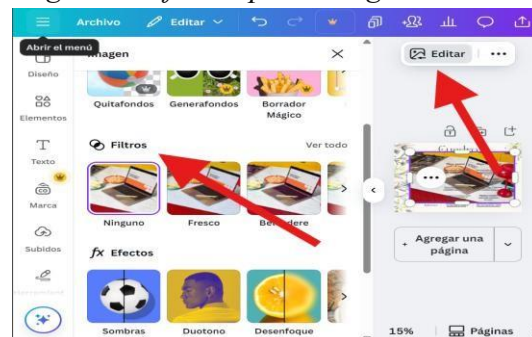 Archivo
Editar
Abrir el menú
Imagen
Editar
Diseño
Elementos
Quitafondos
Generafondos
Borrador
Mágico
Texto
Filtros
Ver todo
Marca
Ninguno
Fresco
Subidos
fx Efectos
Agregar una
página
Sombras
Duotono
Desenfoque
15%
Páginas